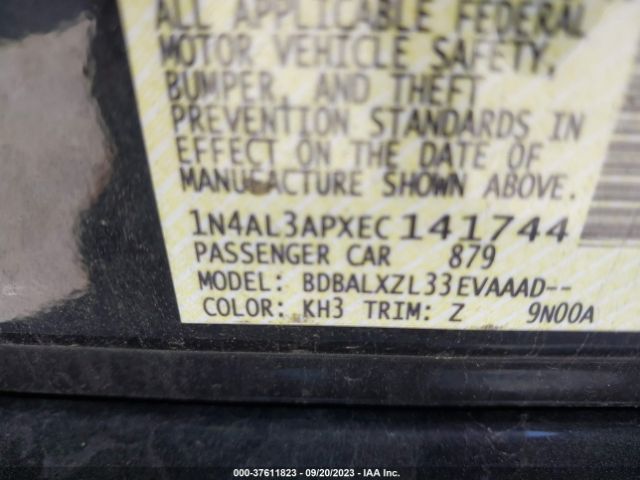 ALL APPLICABLE FEDERAL
MOTOR VEHICLE SAFETY,
BUMPER, AND THEFT
PREVENTION STANDARDS IN
EFFECT ON THE DATE OF
MANUFACTURE SHOWN ABOVE.
1N4AL3APXEC141744
PASSENGER CAR 879
MODEL: BDBALXZL33EVAAAD--
COLOR: KH3 TRIM: Z 9N00A
000-37611823 - 09/20/2023 - IAA Inc.